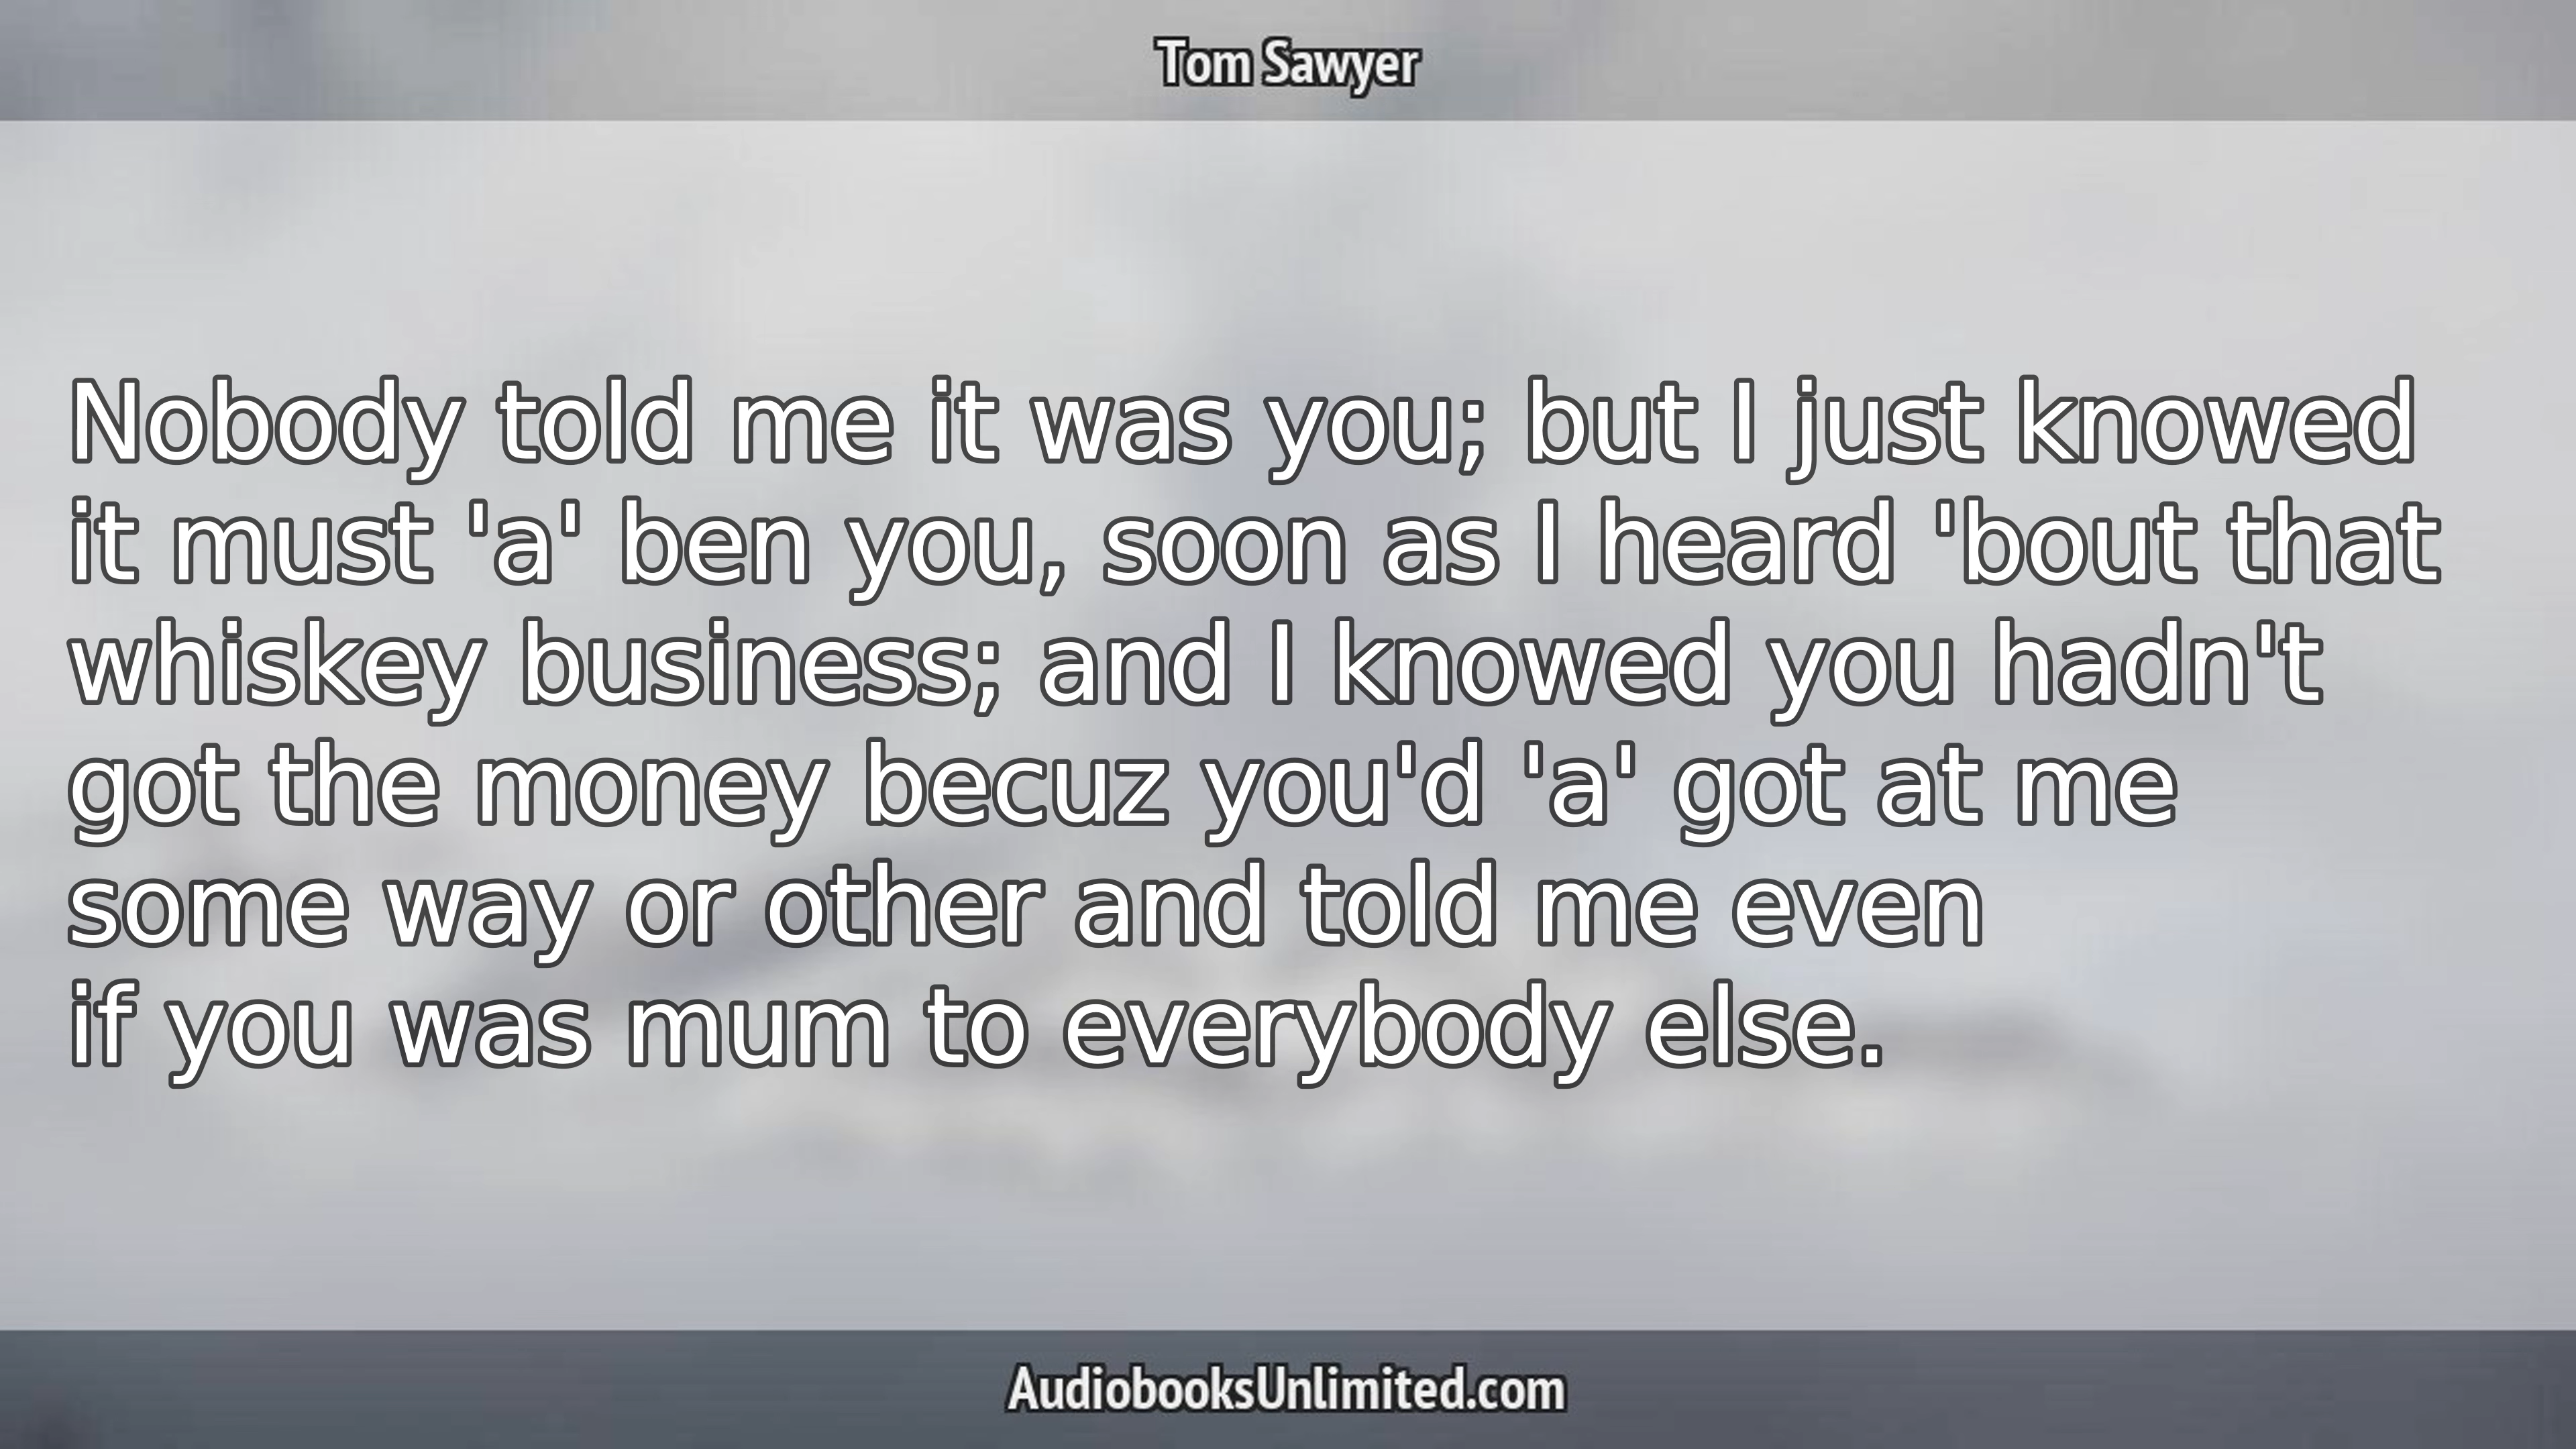 Tom Sawyer
Nobody told me it was you; but I just knowed
it must 'a' ben you, soon as I heard 'bout that
whiskey business; and I knowed you hadn't
got the money becuz you'd 'a' got at me
some way or other and told me even
if you was mum to everybody else.
AudiobooksUnlimited.com